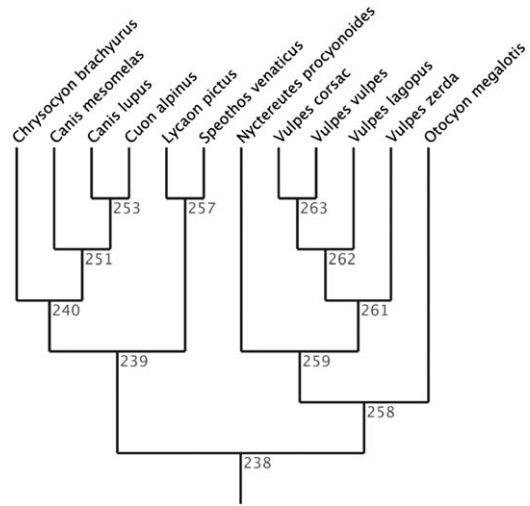 Chrysocyon brachyurus
Canis mesomelas
Canis lupus
Cuon alpinus
Lycaon pictus
Speothos venaticus
Nyctereutes procyonoides
Vulpes corsac
Vulpes vulpes
Vulpes lagopus
Vulpes zerda
Otocyon megalotis
253
257
263
251
262
240
261
239
259
258
238